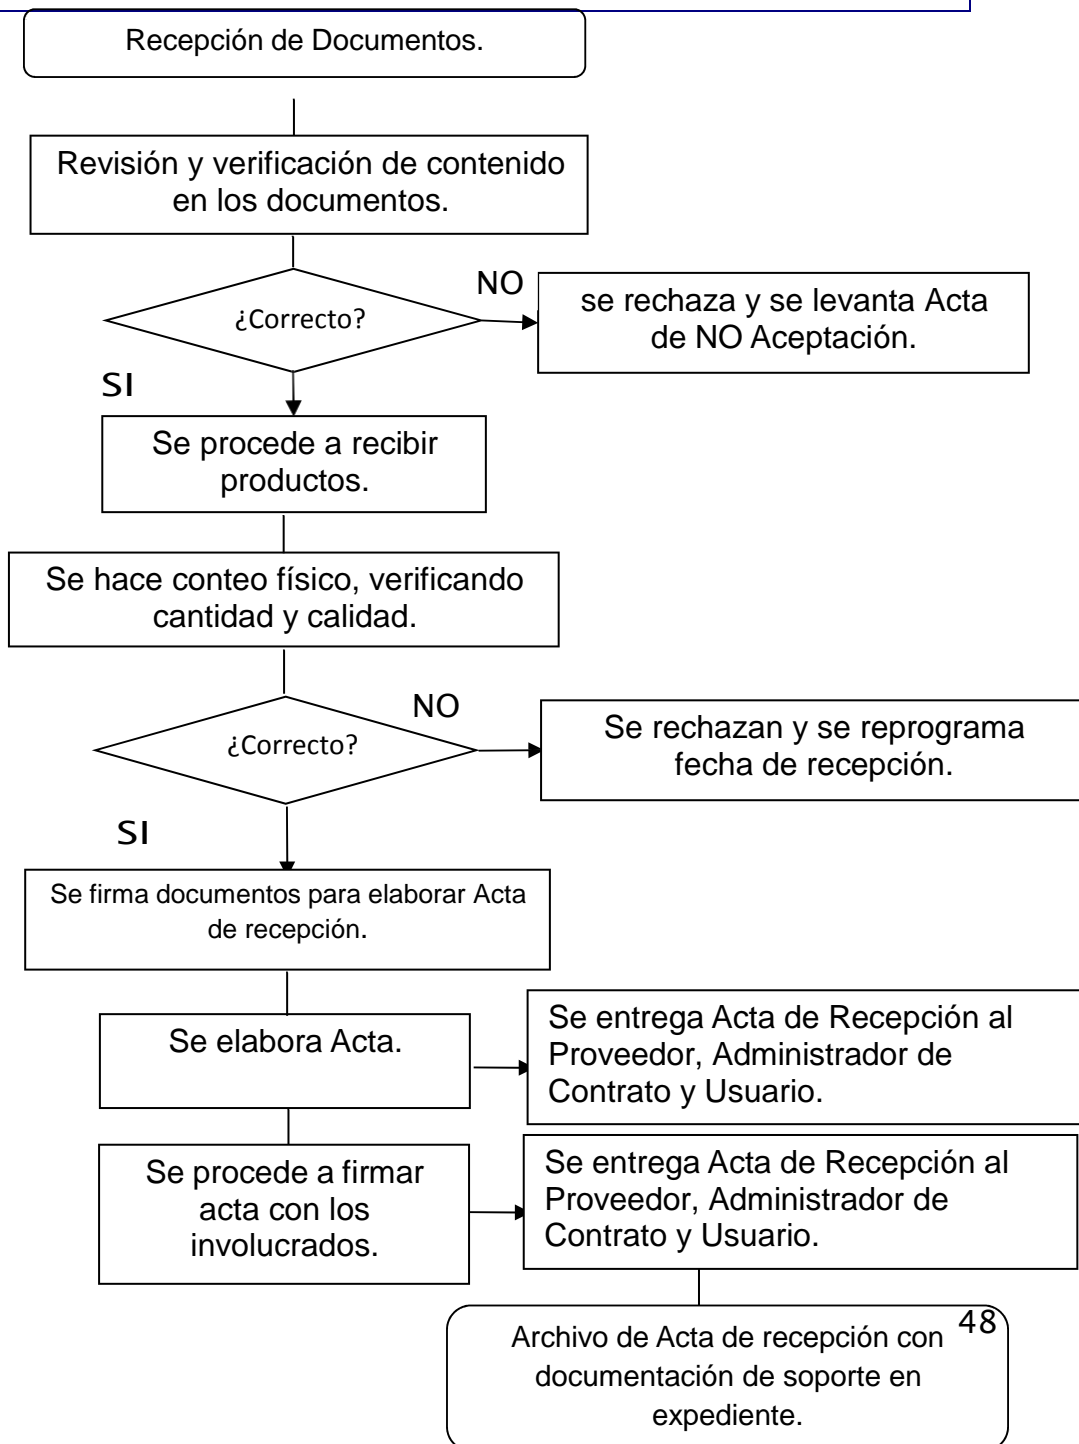 Recepción de Documentos.
Revisión y verificación de contenido
en los documentos.
¿Correcto?
NO
se rechaza y se levanta Acta
de NO Aceptación.
SI
Se procede a recibir
productos.
Se hace conteo físico, verificando
cantidad y calidad.
¿Correcto?
NO
Se rechazan y se reprograma
fecha de recepción.
SI
Se firma documentos para elaborar Acta
de recepción.
Se elabora Acta.
Se entrega Acta de Recepción al
Proveedor, Administrador de
Contrato y Usuario.
Se procede a firmar
acta con los
involucrados.
Se entrega Acta de Recepción al
Proveedor, Administrador de
Contrato y Usuario.
48
Archivo de Acta de recepción con
documentación de soporte en
expediente.